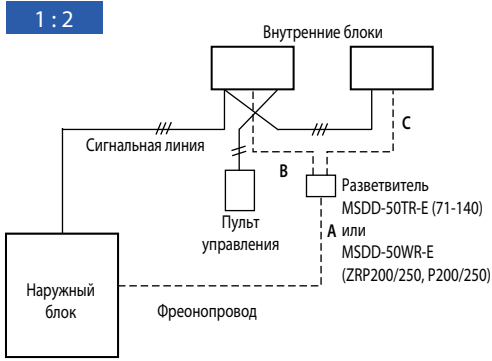 1 : 2
Внутренние блоки
C
Сигнальная линия
B
Разветвитель
MSDD-50TR-E (71-140)
A или
MSDD-50WR-E
(ZRP200/250, P200/250)
Пульт
управления
Наружный
блок
Фреонопровод